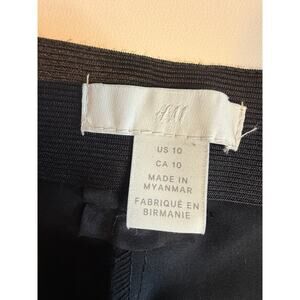 H&M
US 10
CA 10
MADE IN
MYANMAR
FABRIQUÉ EN
BIRMANIE